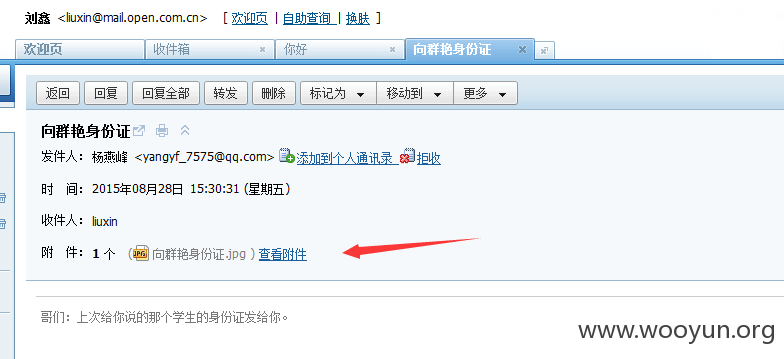 刘鑫 <liuxin@mail.open.com.cn> [ 欢迎页 | 自助查询 | 换肤 ]
欢迎页 收件箱 × 你好 × 向群艳身份证 ×
返回 回复 回复全部 转发 删除 标记为 移动到 更多
向群艳身份证
发件人： 杨燕峰 <yangyf_7575@qq.com> 添加到个人通讯录 拒收
时 间： 2015年08月28日 15:30:31 (星期五)
收件人： liuxin
附 件： 1 个 ( JPG 向群艳身份证.jpg ) 查看附件
哥们：上次给你说的那个学生的身份证发给你。
www.wooyun.org